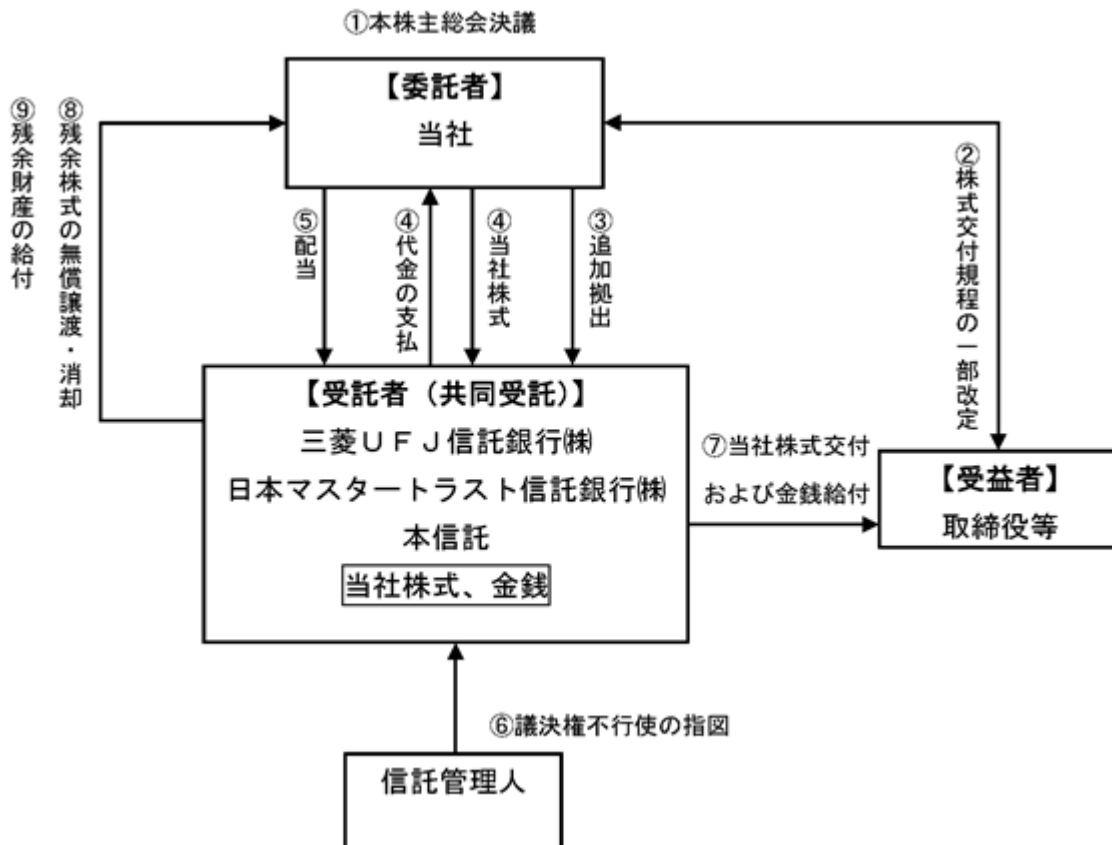 ①本株主総会決議
【委託者】
当社
⑨残余財産の給付
⑧残余株式の無償譲渡・消却
⑤配当
④代金の支払
④当社株式
③追加拠出
②株式交付規程の一部改定
【受託者（共同受託）】
三菱ＵＦＪ信託銀行㈱
日本マスタートラスト信託銀行㈱
本信託
当社株式、金銭
⑦当社株式交付
および金銭給付
【受益者】
取締役等
⑥議決権不行使の指図
信託管理人